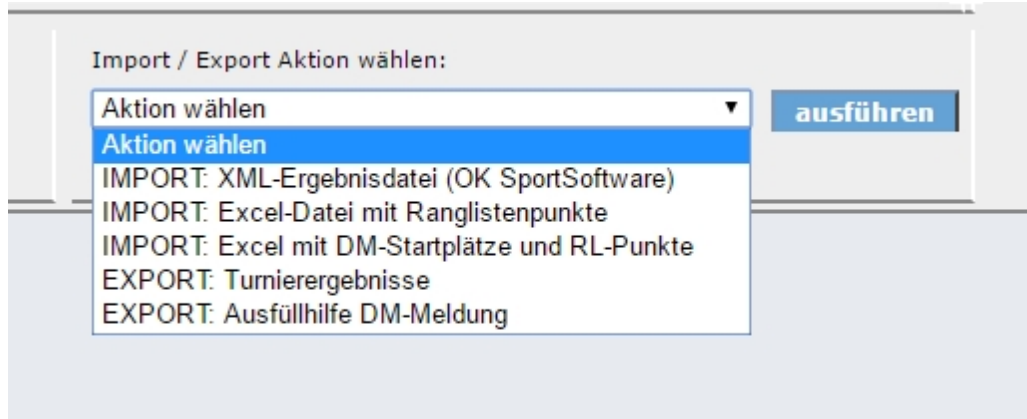 Import / Export Aktion wählen:
Aktion wählen
ausführen
Aktion wählen
IMPORT: XML-Ergebnisdatei (OK SportSoftware)
IMPORT: Excel-Datei mit Ranglistenpunkte
IMPORT: Excel mit DM-Startplätze und RL-Punkte
EXPORT: Turnierergebnisse
EXPORT: Ausfüllhilfe DM-Meldung